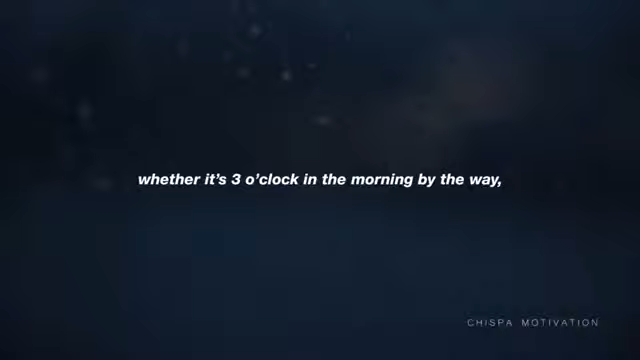 whether it's 3 o'clock in the morning by the way,
CHISPA MOTIVATION